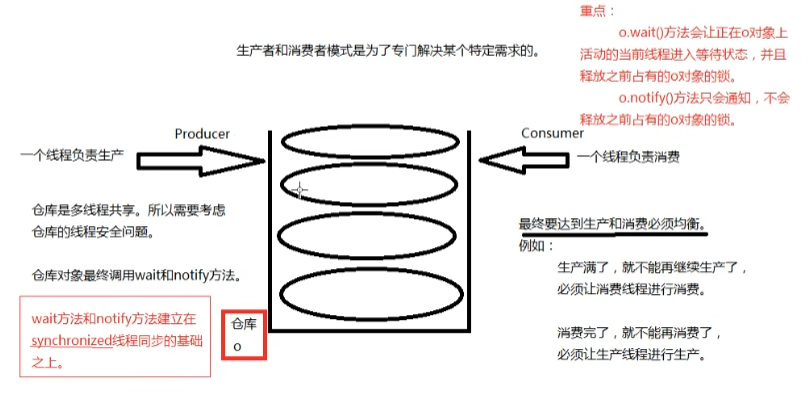 重点：
o.wait()方法会让正在o对象上
活动的当前线程进入等待状态，并且
释放之前占有的o对象的锁。
o.notify()方法只会通知，不会
释放之前占有的o对象的锁。
生产者和消费者模式是为了专门解决某个特定需求的。
Producer
Consumer
一个线程负责生产
一个线程负责消费
仓库是多线程共享。所以需要考虑
仓库的线程安全问题。
仓库对象最终调用wait和notify方法。
wait方法和notify方法建立在
synchronized线程同步的基础
之上。
仓库
o
最终要达到生产和消费必须均衡。
例如：
生产满了，就不能再继续生产了，
必须让消费线程进行消费。
消费完了，就不能再消费了，
必须让生产线程进行生产。